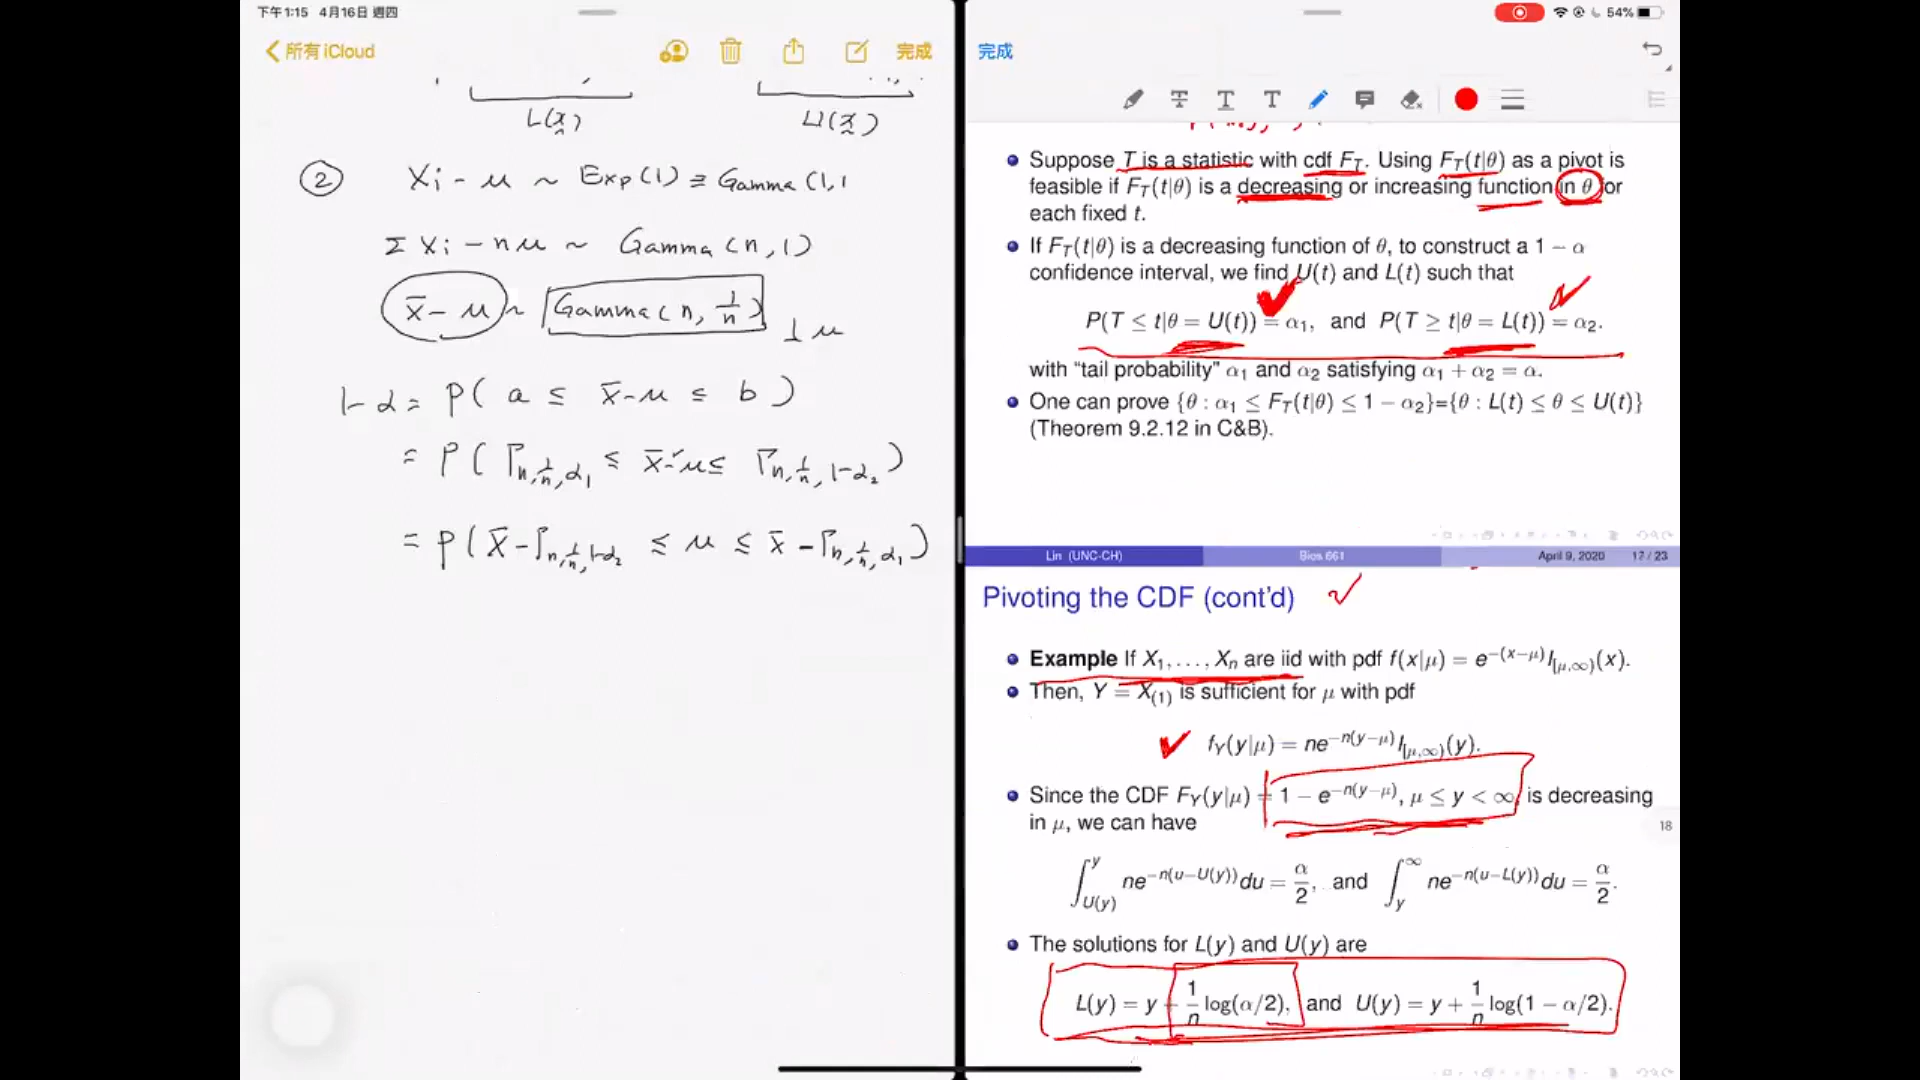 下午1:15 4月16日 週四
所有 iCloud
完成
L(x)
U(x)
② Xi - μ ~ Exp(1) ≡ Gamma(1,1
Σ Xi - nμ ~ Gamma(n,1)
x̄ - μ ~ Gamma(n, 1/n) ⊥ μ
1-α = P( a ≤ x̄-μ ≤ b )
= P( Γn,1/n,α₁ ≤ x̄-μ ≤ Γn,1/n,1-α₂ )
= P( x̄ - Γn,1/n,1-α₂ ≤ μ ≤ x̄ - Γn,1/n,α₁ )
54%
完成
Suppose T is a statistic with cdf F_T. Using F_T(t|θ) as a pivot is
feasible if F_T(t|θ) is a decreasing or increasing function in θ for
each fixed t.
If F_T(t|θ) is a decreasing function of θ, to construct a 1 − α
confidence interval, we find U(t) and L(t) such that
P(T ≤ t|θ = U(t)) = α₁, and P(T ≥ t|θ = L(t)) = α₂.
with “tail probability” α₁ and α₂ satisfying α₁ + α₂ = α.
One can prove {θ : α₁ ≤ F_T(t|θ) ≤ 1 − α₂}={θ : L(t) ≤ θ ≤ U(t)}
(Theorem 9.2.12 in C&B).
Lin (UNC-CH) Bios 661 April 9, 2020 17 / 23
Pivoting the CDF (cont'd)
Example If X₁, . . . , Xₙ are iid with pdf f(x|μ) = e^{−(x−μ)}I_{[μ,∞)}(x).
Then, Y = X₍₁₎ is sufficient for μ with pdf
f_Y(y|μ) = ne^{−n(y−μ)}I_{[μ,∞)}(y).
Since the CDF F_Y(y|μ) = 1 − e^{−n(y−μ)}, μ ≤ y < ∞, is decreasing
in μ, we can have
18
∫_{U(y)}^{y} ne^{−n(u−U(y))}du = α/2, and ∫_{y}^{∞} ne^{−n(u−L(y))}du = α/2.
The solutions for L(y) and U(y) are
L(y) = y + 1/n log(α/2), and U(y) = y + 1/n log(1 − α/2).